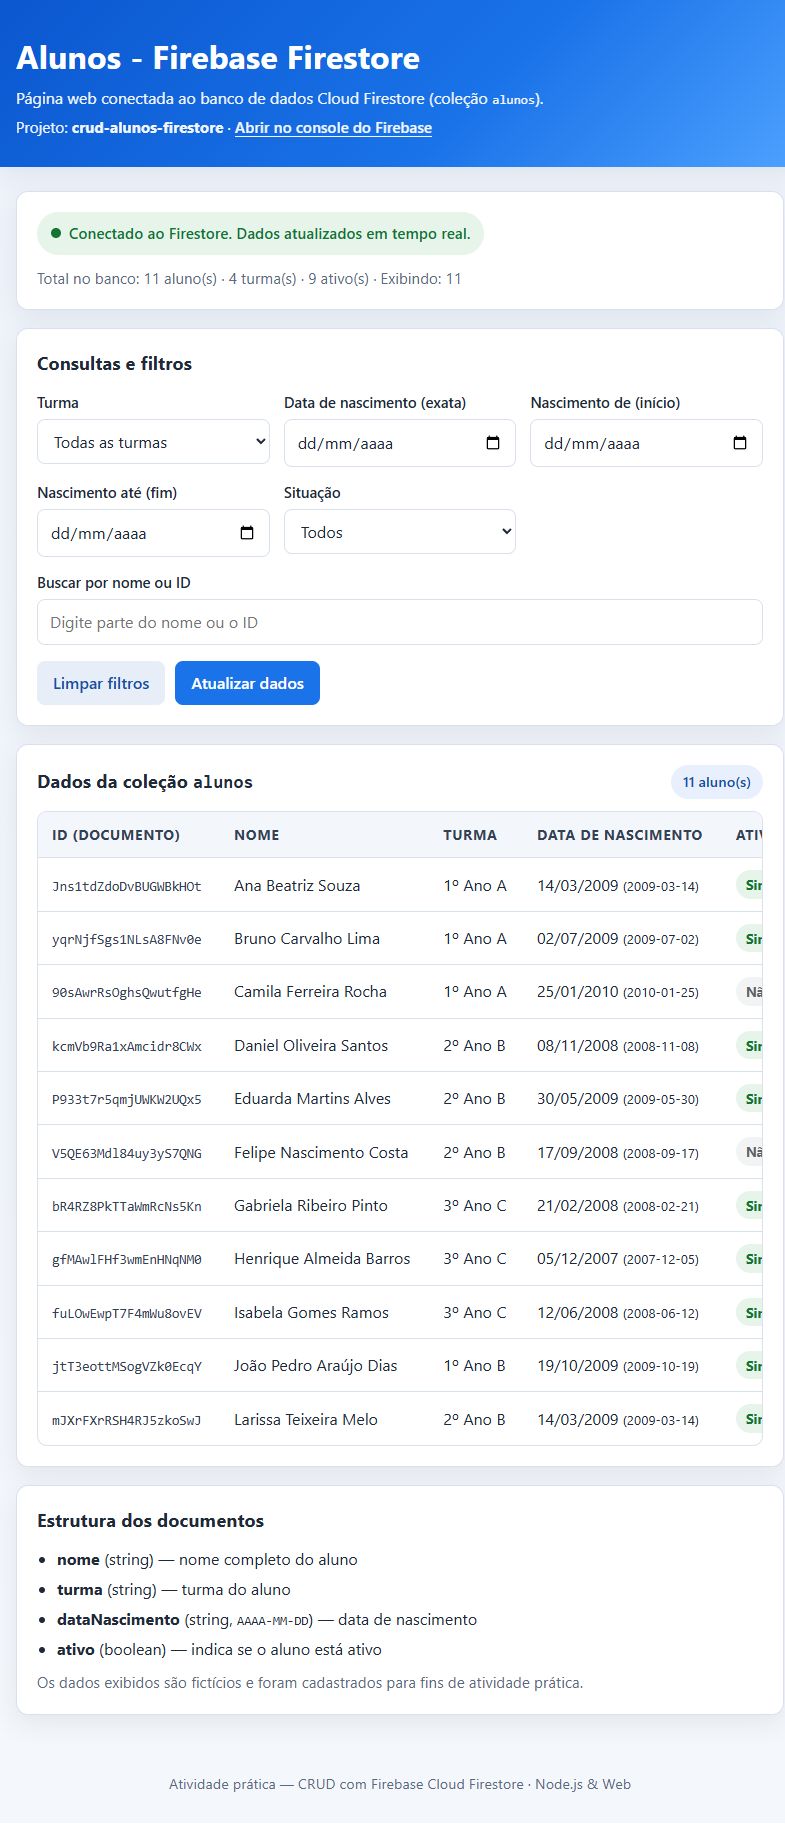 Alunos - Firebase Firestore
Página web conectada ao banco de dados Cloud Firestore (coleção alunos).
Projeto: crud-alunos-firestore · Abrir no console do Firebase
Conectado ao Firestore. Dados atualizados em tempo real.
Total no banco: 11 aluno(s) · 4 turma(s) · 9 ativo(s) · Exibindo: 11
Consultas e filtros
Turma Data de nascimento (exata) Nascimento de (início)
Todas as turmas dd/mm/aaaa dd/mm/aaaa
Nascimento até (fim) Situação
dd/mm/aaaa Todos
Buscar por nome ou ID
Digite parte do nome ou o ID
Limpar filtros Atualizar dados
Dados da coleção alunos 11 aluno(s)
ID (DOCUMENTO) NOME TURMA DATA DE NASCIMENTO
Jns1tdZdoDvBUGWBkHOt Ana Beatriz Souza 1º Ano A 14/03/2009 (2009-03-14)
yqrNjfSgs1NLsA8FNv0e Bruno Carvalho Lima 1º Ano A 02/07/2009 (2009-07-02)
90sAwrRsOghsQwutfgHe Camila Ferreira Rocha 1º Ano A 25/01/2010 (2010-01-25)
kcmVb9Ra1xAmcidr8CWx Daniel Oliveira Santos 2º Ano B 08/11/2008 (2008-11-08)
P933t7r5qmjUWKW2UQx5 Eduarda Martins Alves 2º Ano B 30/05/2009 (2009-05-30)
V5QE63Mdl84uy3yS7QNG Felipe Nascimento Costa 2º Ano B 17/09/2008 (2008-09-17)
bR4RZ8PkTTaWmRcNs5Kn Gabriela Ribeiro Pinto 3º Ano C 21/02/2008 (2008-02-21)
gfMAwlFHf3wmEnHNqNM0 Henrique Almeida Barros 3º Ano C 05/12/2007 (2007-12-05)
fuLOwEwpT7F4mWu8ovEV Isabela Gomes Ramos 3º Ano C 12/06/2008 (2008-06-12)
jtT3eottMSogVZk0EcqY João Pedro Araújo Dias 1º Ano B 19/10/2009 (2009-10-19)
mJXrFXrRSH4RJ5zkoSwJ Larissa Teixeira Melo 2º Ano B 14/03/2009 (2009-03-14)
Estrutura dos documentos
• nome (string) — nome completo do aluno
• turma (string) — turma do aluno
• dataNascimento (string, AAAA-MM-DD) — data de nascimento
• ativo (boolean) — indica se o aluno está ativo
Os dados exibidos são fictícios e foram cadastrados para fins de atividade prática.
Atividade prática — CRUD com Firebase Cloud Firestore · Node.js & Web